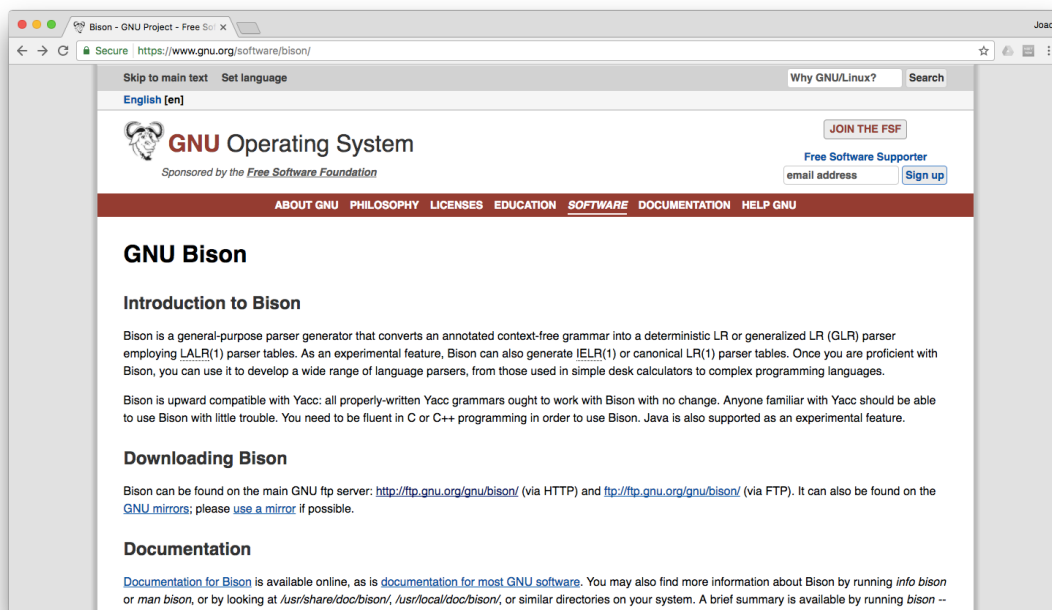 Bison - GNU Project - Free So
Joac
Secure https://www.gnu.org/software/bison/
Skip to main text Set language
Why GNU/Linux? Search
English [en]
JOIN THE FSF
GNU Operating System
Free Software Supporter
Sponsored by the Free Software Foundation
email address Sign up
ABOUT GNU PHILOSOPHY LICENSES EDUCATION SOFTWARE DOCUMENTATION HELP GNU
GNU Bison
Introduction to Bison
Bison is a general-purpose parser generator that converts an annotated context-free grammar into a deterministic LR or generalized LR (GLR) parser
employing LALR(1) parser tables. As an experimental feature, Bison can also generate IELR(1) or canonical LR(1) parser tables. Once you are proficient with
Bison, you can use it to develop a wide range of language parsers, from those used in simple desk calculators to complex programming languages.
Bison is upward compatible with Yacc: all properly-written Yacc grammars ought to work with Bison with no change. Anyone familiar with Yacc should be able
to use Bison with little trouble. You need to be fluent in C or C++ programming in order to use Bison. Java is also supported as an experimental feature.
Downloading Bison
Bison can be found on the main GNU ftp server: http://ftp.gnu.org/gnu/bison/ (via HTTP) and ftp://ftp.gnu.org/gnu/bison/ (via FTP). It can also be found on the
GNU mirrors; please use a mirror if possible.
Documentation
Documentation for Bison is available online, as is documentation for most GNU software. You may also find more information about Bison by running info bison
or man bison, or by looking at /usr/share/doc/bison/, /usr/local/doc/bison/, or similar directories on your system. A brief summary is available by running bison --